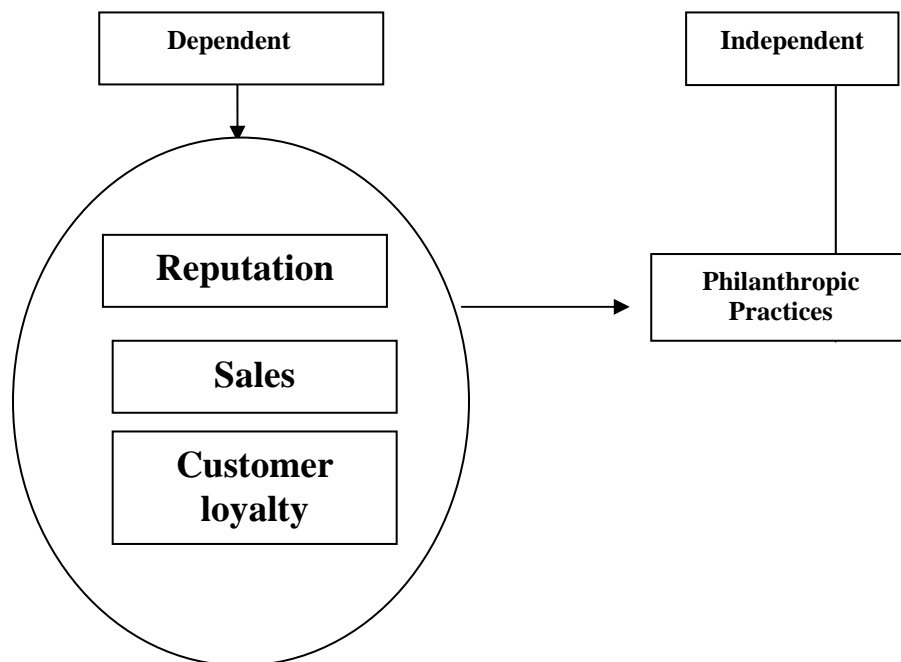 Dependent
Independent
Reputation
Sales
Customer
loyalty
Philanthropic
Practices